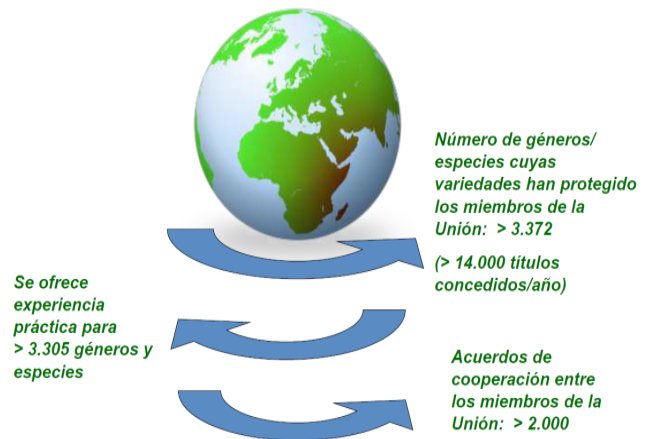 Número de géneros/
especies cuyas
variedades han protegido
los miembros de la
Unión: > 3.372
(> 14.000 títulos
concedidos/año)
Se ofrece
experiencia
práctica para
> 3.305 géneros y
especies
Acuerdos de
cooperación entre
los miembros de la
Unión: > 2.000